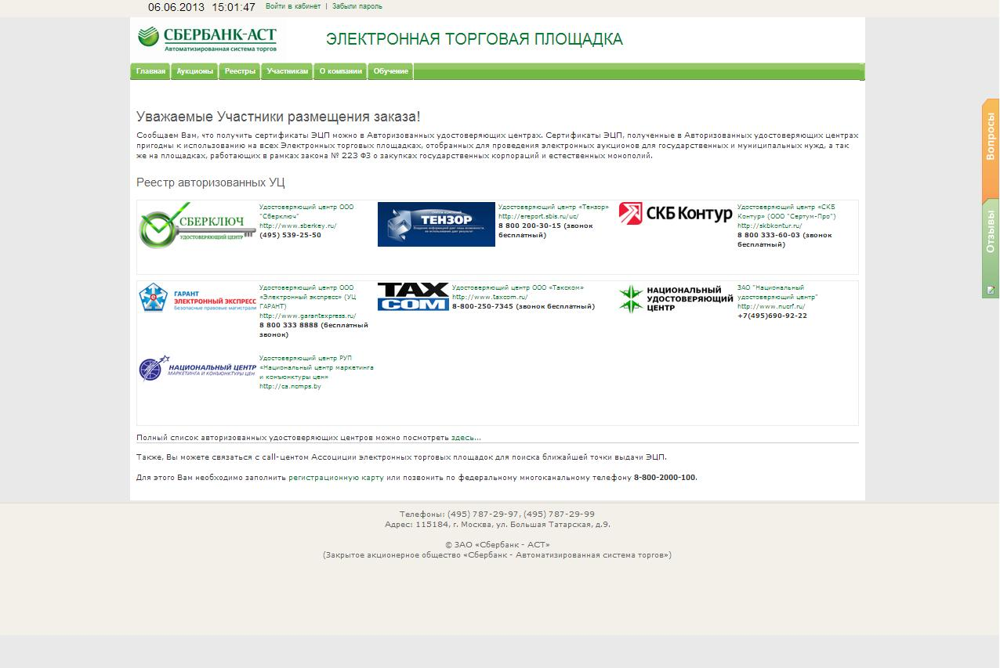 06.06.2013 15:01:47 Войти в кабинет | Забыли пароль
СБЕРБАНК-АСТ
Автоматизированная система торгов
ЭЛЕКТРОННАЯ ТОРГОВАЯ ПЛОЩАДКА
Главная Аукционы Реестры Участникам О компании Обучение
Вопросы
Отзывы
Уважаемые Участники размещения заказа!
Сообщаем Вам, что получить сертификаты ЭЦП можно в Авторизованных удостоверяющих центрах. Сертификаты ЭЦП, полученные в Авторизованных удостоверяющих центрах
пригодны к использованию на всех Электронных торговых площадках, отобранных для проведения электронных аукционов для государственных и муниципальных нужд, а так
же на площадках, работающих в рамках закона № 223 ФЗ о закупках государственных корпораций и естественных монополий.
Реестр авторизованных УЦ
СБЕРКЛЮЧ
УДОСТОВЕРЯЮЩИЙ ЦЕНТР
Удостоверяющий центр ООО
"Сберключ"
http://www.sberkey.ru/
(495) 539-25-50
ГРУППА КОМПАНИЙ
ТЕНЗОР
Удостоверяющий центр «Тензор»
http://ereport.sbis.ru/uc/
8 800 200-30-15 (звонок
бесплатный)
СКБ Контур
Удостоверяющий центр «СКБ
Контур» (ООО "Сертум-Про")
http://skbkontur.ru/
8 800 333-60-03 (звонок
бесплатный)
ГАРАНТ
ЭЛЕКТРОННЫЙ ЭКСПРЕСС
Безопасные правовые магистрали
Удостоверяющий центр ООО
«Электронный экспресс» (УЦ
ГАРАНТ)
http://www.garantexpress.ru/
8 800 333 8888 (бесплатный
звонок)
TAX
COM
Удостоверяющий центр ООО «Такском»
http://www.taxcom.ru/
8-800-250-7345 (звонок бесплатный)
НАЦИОНАЛЬНЫЙ
УДОСТОВЕРЯЮЩИЙ
ЦЕНТР
ЗАО "Национальный
удостоверяющий центр"
http://www.nucrf.ru/
+7(495)690-92-22
НАЦИОНАЛЬНЫЙ ЦЕНТР
МАРКЕТИНГА И КОНЪЮНКТУРЫ ЦЕН
Удостоверяющий центр РУП
«Национальный центр маркетинга
и конъюнктуры цен»
http://ca.ncmps.by
Полный список авторизованных удостоверяющих центров можно посмотреть здесь...
Также, Вы можете связаться с call-центом Ассоциции электронных торговых площадок для поиска ближайшей точки выдачи ЭЦП.
Для этого Вам необходимо заполнить регистрационную карту или позвонить по федеральному многоканальному телефону 8-800-2000-100.
Телефоны: (495) 787-29-97, (495) 787-29-99
Адрес: 115184, г. Москва, ул. Большая Татарская, д.9.
© ЗАО «Сбербанк - АСТ»
(Закрытое акционерное общество «Сбербанк - Автоматизированная система торгов»)